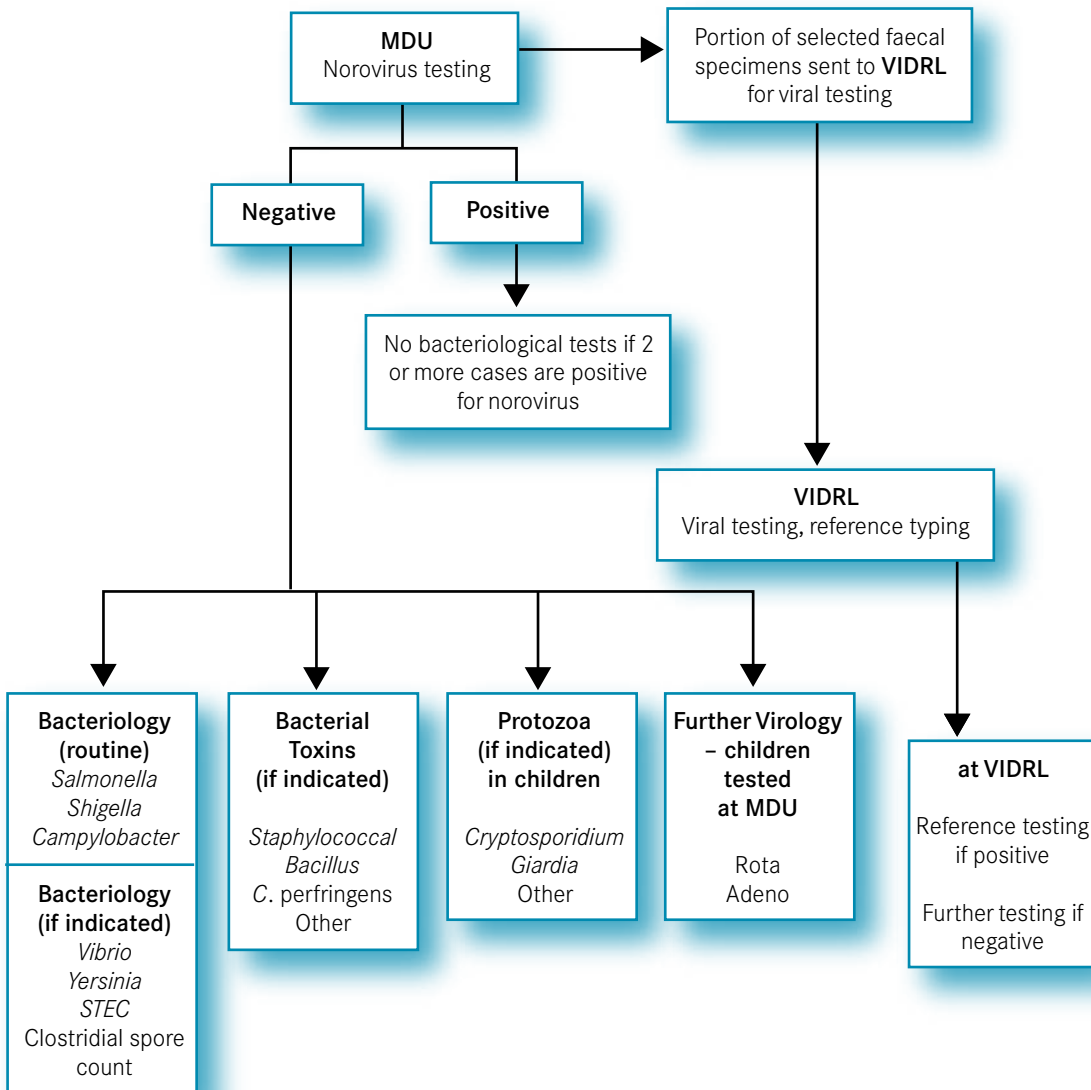 MDU
Norovirus testing
Portion of selected faecal
specimens sent to VIDRL
for viral testing
Negative
Positive
No bacteriological tests if 2
or more cases are positive
for norovirus
VIDRL
Viral testing, reference typing
Bacteriology
(routine)
Salmonella
Shigella
Campylobacter
Bacteriology
(if indicated)
Vibrio
Yersinia
STEC
Clostridial spore
count
Bacterial
Toxins
(if indicated)
Staphylococcal
Bacillus
C. perfringens
Other
Protozoa
(if indicated)
in children
Cryptosporidium
Giardia
Other
Further Virology
– children
tested
at MDU
Rota
Adeno
at VIDRL
Reference testing
if positive
Further testing if
negative